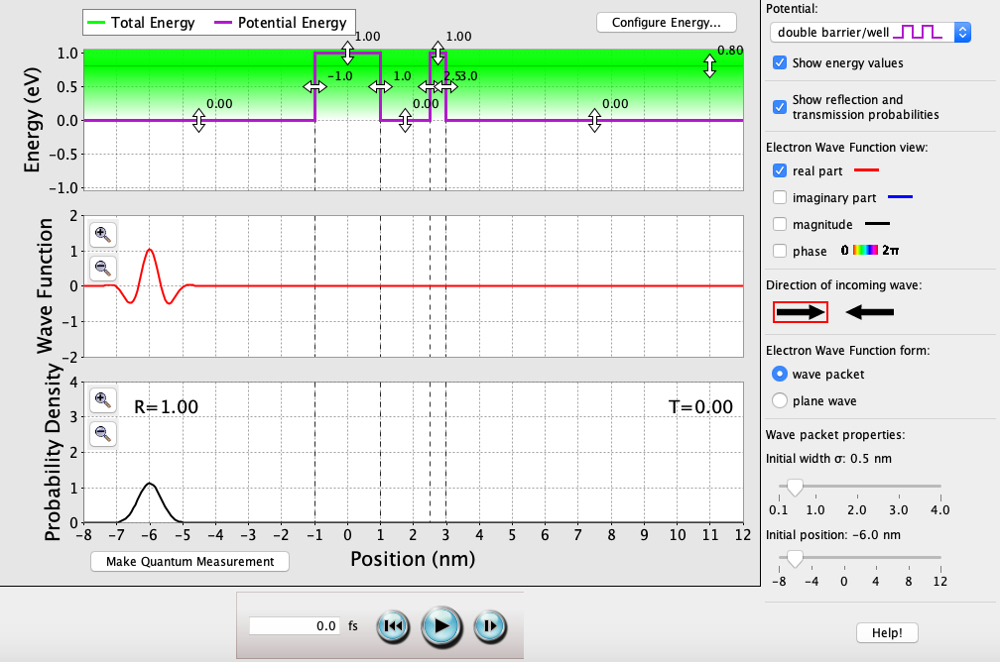 Total Energy
Potential Energy
Configure Energy...
Energy (eV)
1.0
0.5
0.0
−0.5
−1.0
1.00
1.00
0.80
-1.0
1.0
2.5
3.0
0.00
0.00
0.00
Wave Function
2
1
0
−1
−2
Probability Density
4
3
2
1
0
R=1.00
T=0.00
−8 −7 −6 −5 −4 −3 −2 −1 0 1 2 3 4 5 6 7 8 9 10 11 12
Position (nm)
Make Quantum Measurement
0.0 fs
Potential:
double barrier/well
Show energy values
Show reflection and
transmission probabilities
Electron Wave Function view:
real part
imaginary part
magnitude
phase 0 2π
Direction of incoming wave:
Electron Wave Function form:
wave packet
plane wave
Wave packet properties:
Initial width σ: 0.5 nm
0.1 1.0 2.0 3.0 4.0
Initial position: -6.0 nm
-8 -4 0 4 8 12
Help!